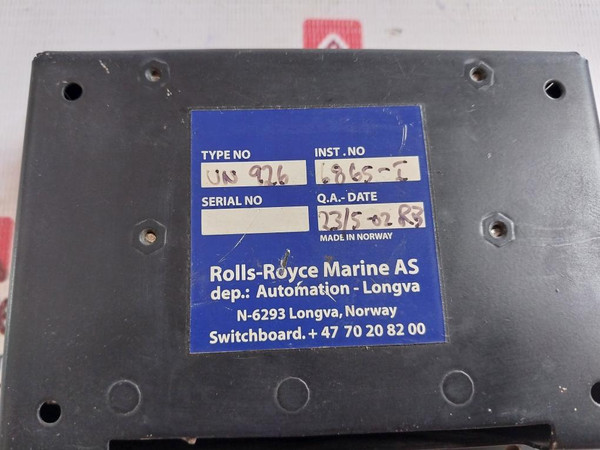 TYPE NO INST . NO
UN 926 6865-I
SERIAL NO Q.A.- DATE
23/5-02 RB
MADE IN NORWAY
Rolls-Royce Marine AS
dep.: Automation - Longva
N-6293 Longva, Norway
Switchboard. + 47 70 20 82 00